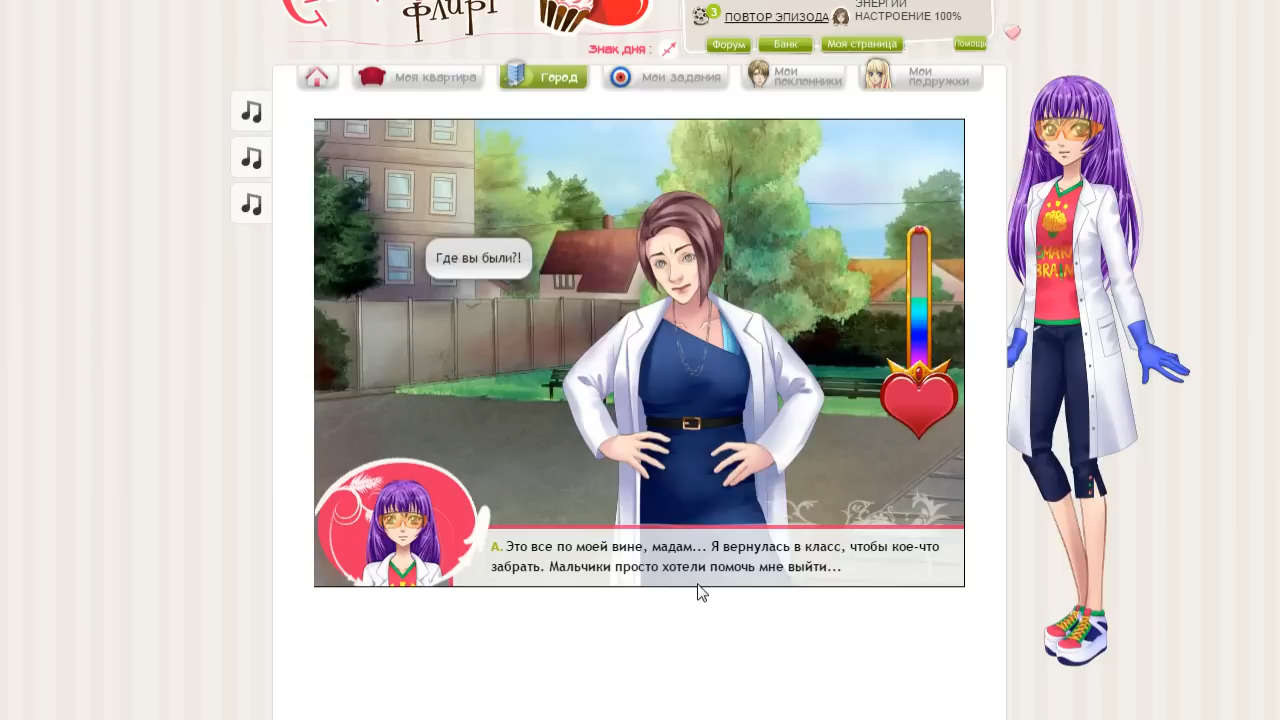 флирт
3 ПОВТОР ЭПИЗОДА
ЭНЕРГИИ
НАСТРОЕНИЕ 100%
Знак дня :
Форум
Банк
Моя страница
Помощь
Моя квартира
Город
Мои задания
Мои поклонники
Мои подружки
Где вы были?!
А. Это все по моей вине, мадам... Я вернулась в класс, чтобы кое-что
забрать. Мальчики просто хотели помочь мне выйти...
BRAIN